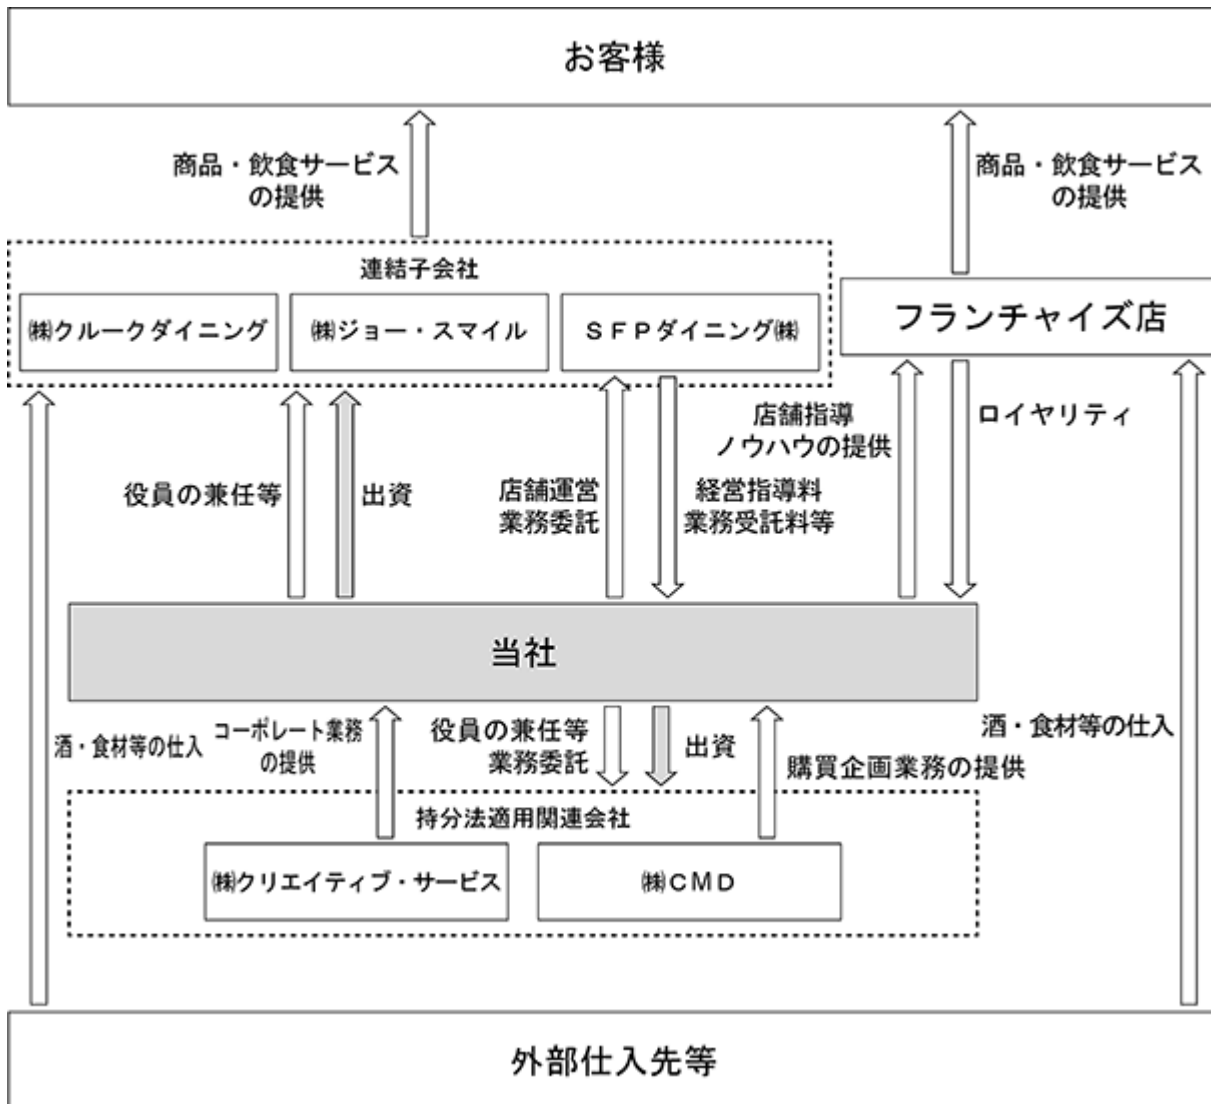 お客様
商品・飲食サービス
の提供
商品・飲食サービス
の提供
連結子会社
㈱クルークダイニング
㈱ジョー・スマイル
ＳＦＰダイニング㈱
フランチャイズ店
役員の兼任等
出資
店舗運営
業務委託
経営指導料
業務受託料等
店舗指導
ノウハウの提供
ロイヤリティ
当社
酒・食材等の仕入
コーポレート業務
の提供
役員の兼任等
業務委託
出資
購買企画業務の提供
酒・食材等の仕入
持分法適用関連会社
㈱クリエイティブ・サービス
㈱ＣＭＤ
外部仕入先等